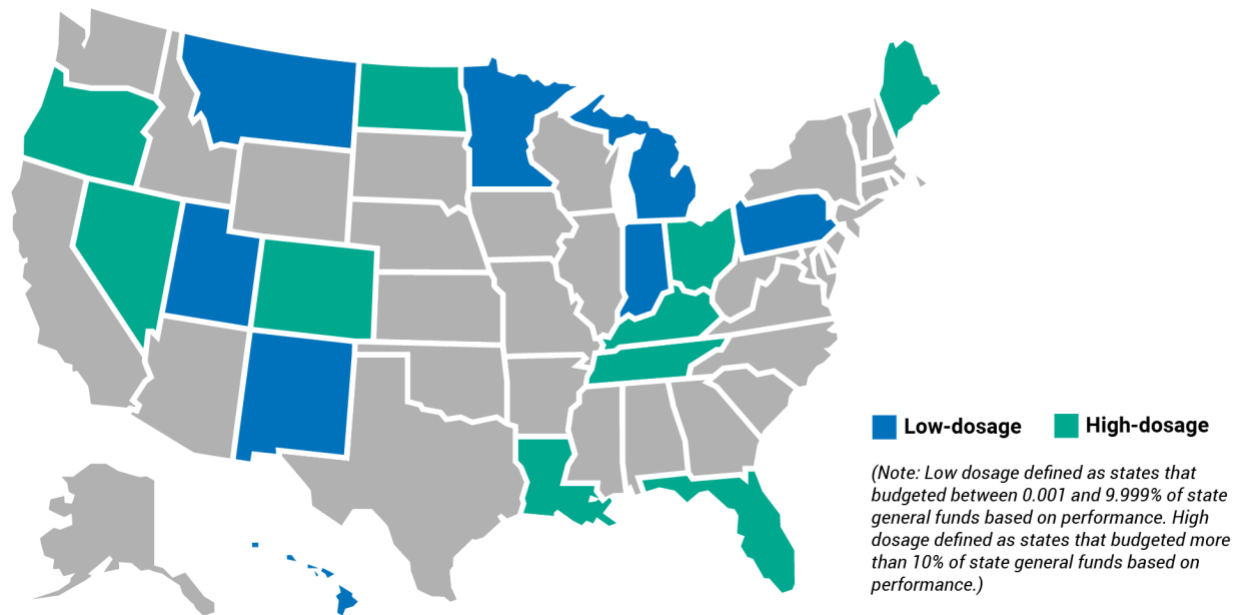 Low-dosage High-dosage
(Note: Low dosage defined as states that
budgeted between 0.001 and 9.999% of state
general funds based on performance. High
dosage defined as states that budgeted more
than 10% of state general funds based on
performance.)